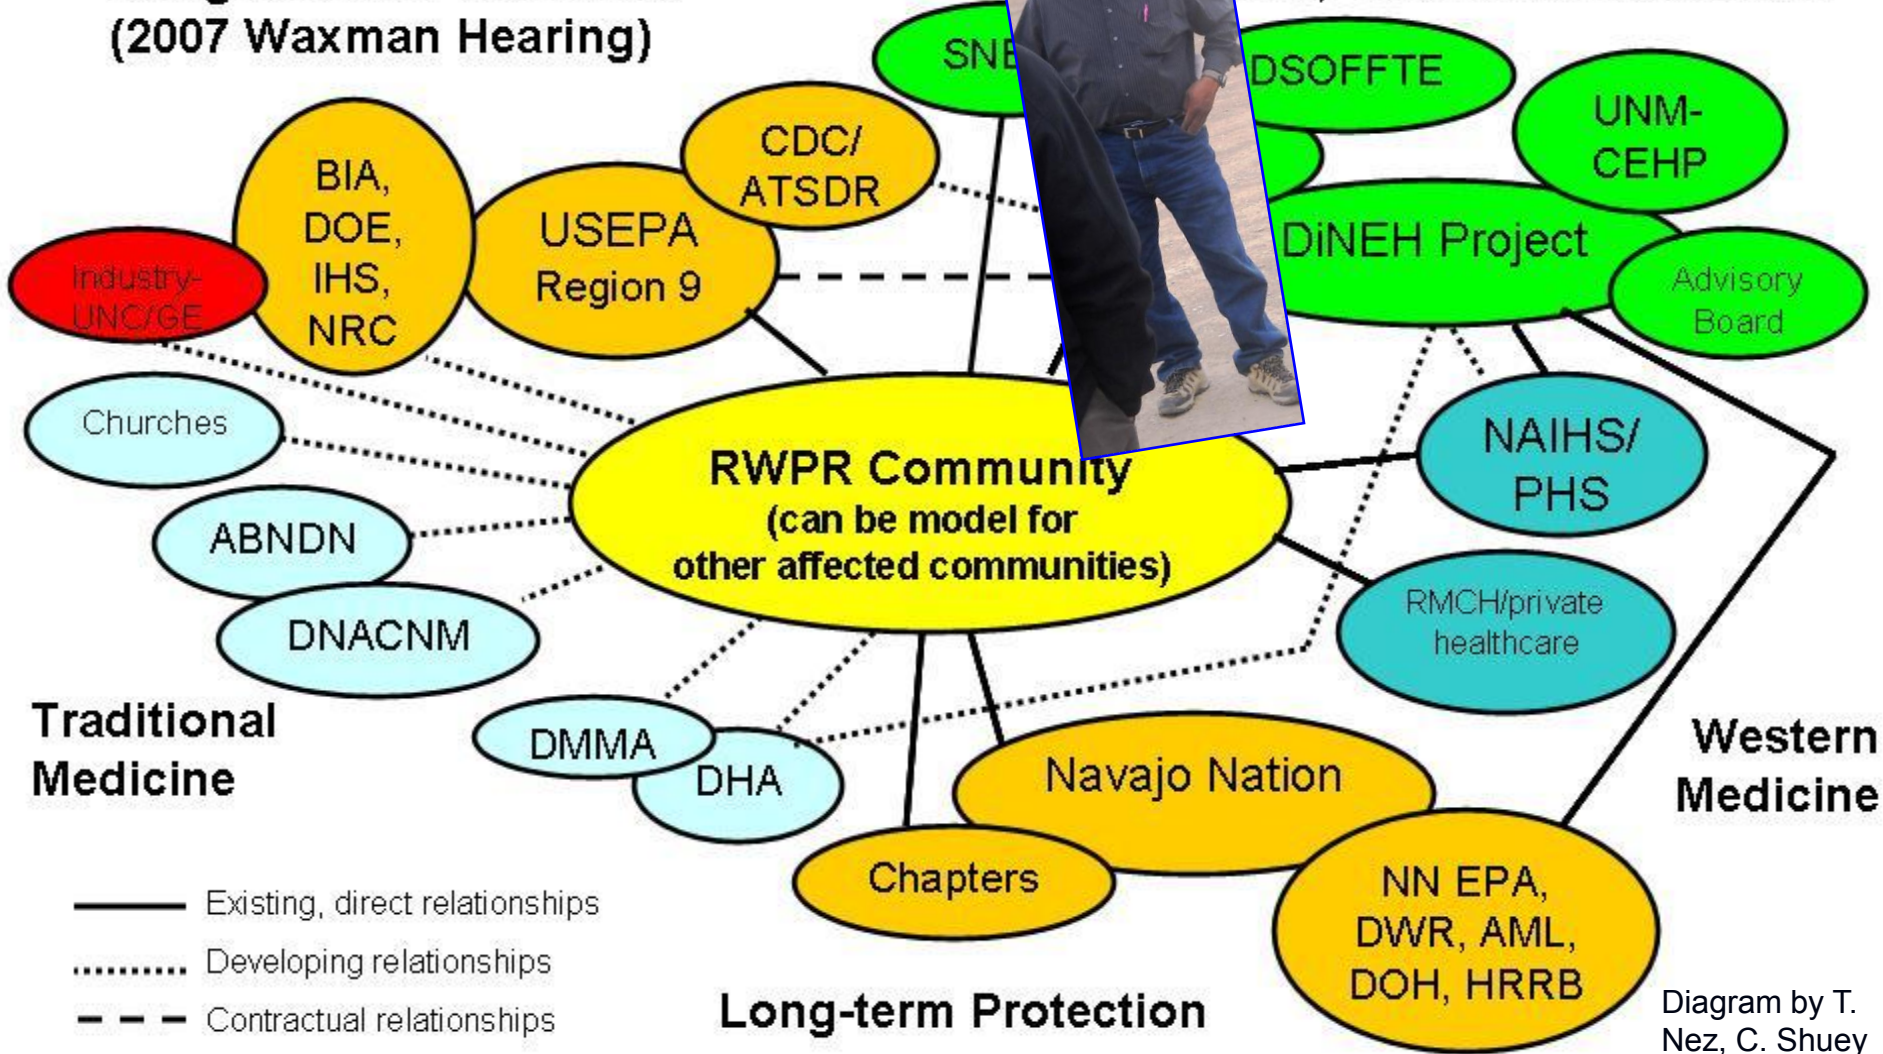 (2007 Waxman Hearing)
DSOFFTE
UNM-
CEHP
CDC/
ATSDR
BIA,
DOE,
IHS,
NRC
USEPA
Region 9
DiNEH Project
Industry-
UNC/GE
Advisory
Board
Churches
NAIHS/
PHS
RWPR Community
(can be model for
other affected communities)
ABNDN
DNACNM
RMCH/private
healthcare
Traditional
Medicine
DMMA
DHA
Navajo Nation
Western
Medicine
Chapters
NN EPA,
DWR, AML,
DOH, HRRB
Existing, direct relationships
Developing relationships
Contractual relationships
Long-term Protection
Diagram by T.
Nez, C. Shuey